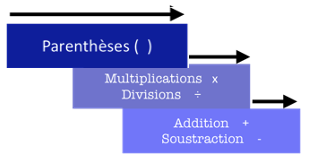 Parenthèses ( )
Multiplications x
Divisions ÷
Addition +
Soustraction -